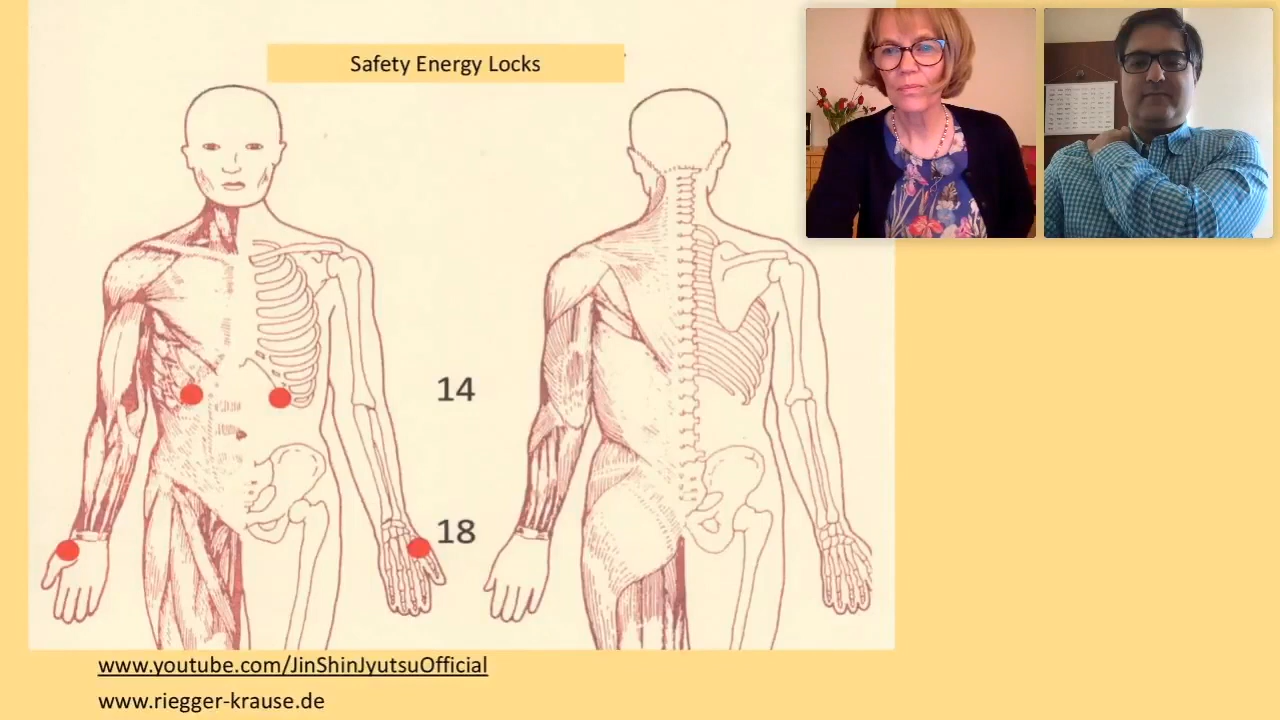 Safety Energy Locks
14
18
www.youtube.com/JinShinJyutsuOfficial
www.riegger-krause.de